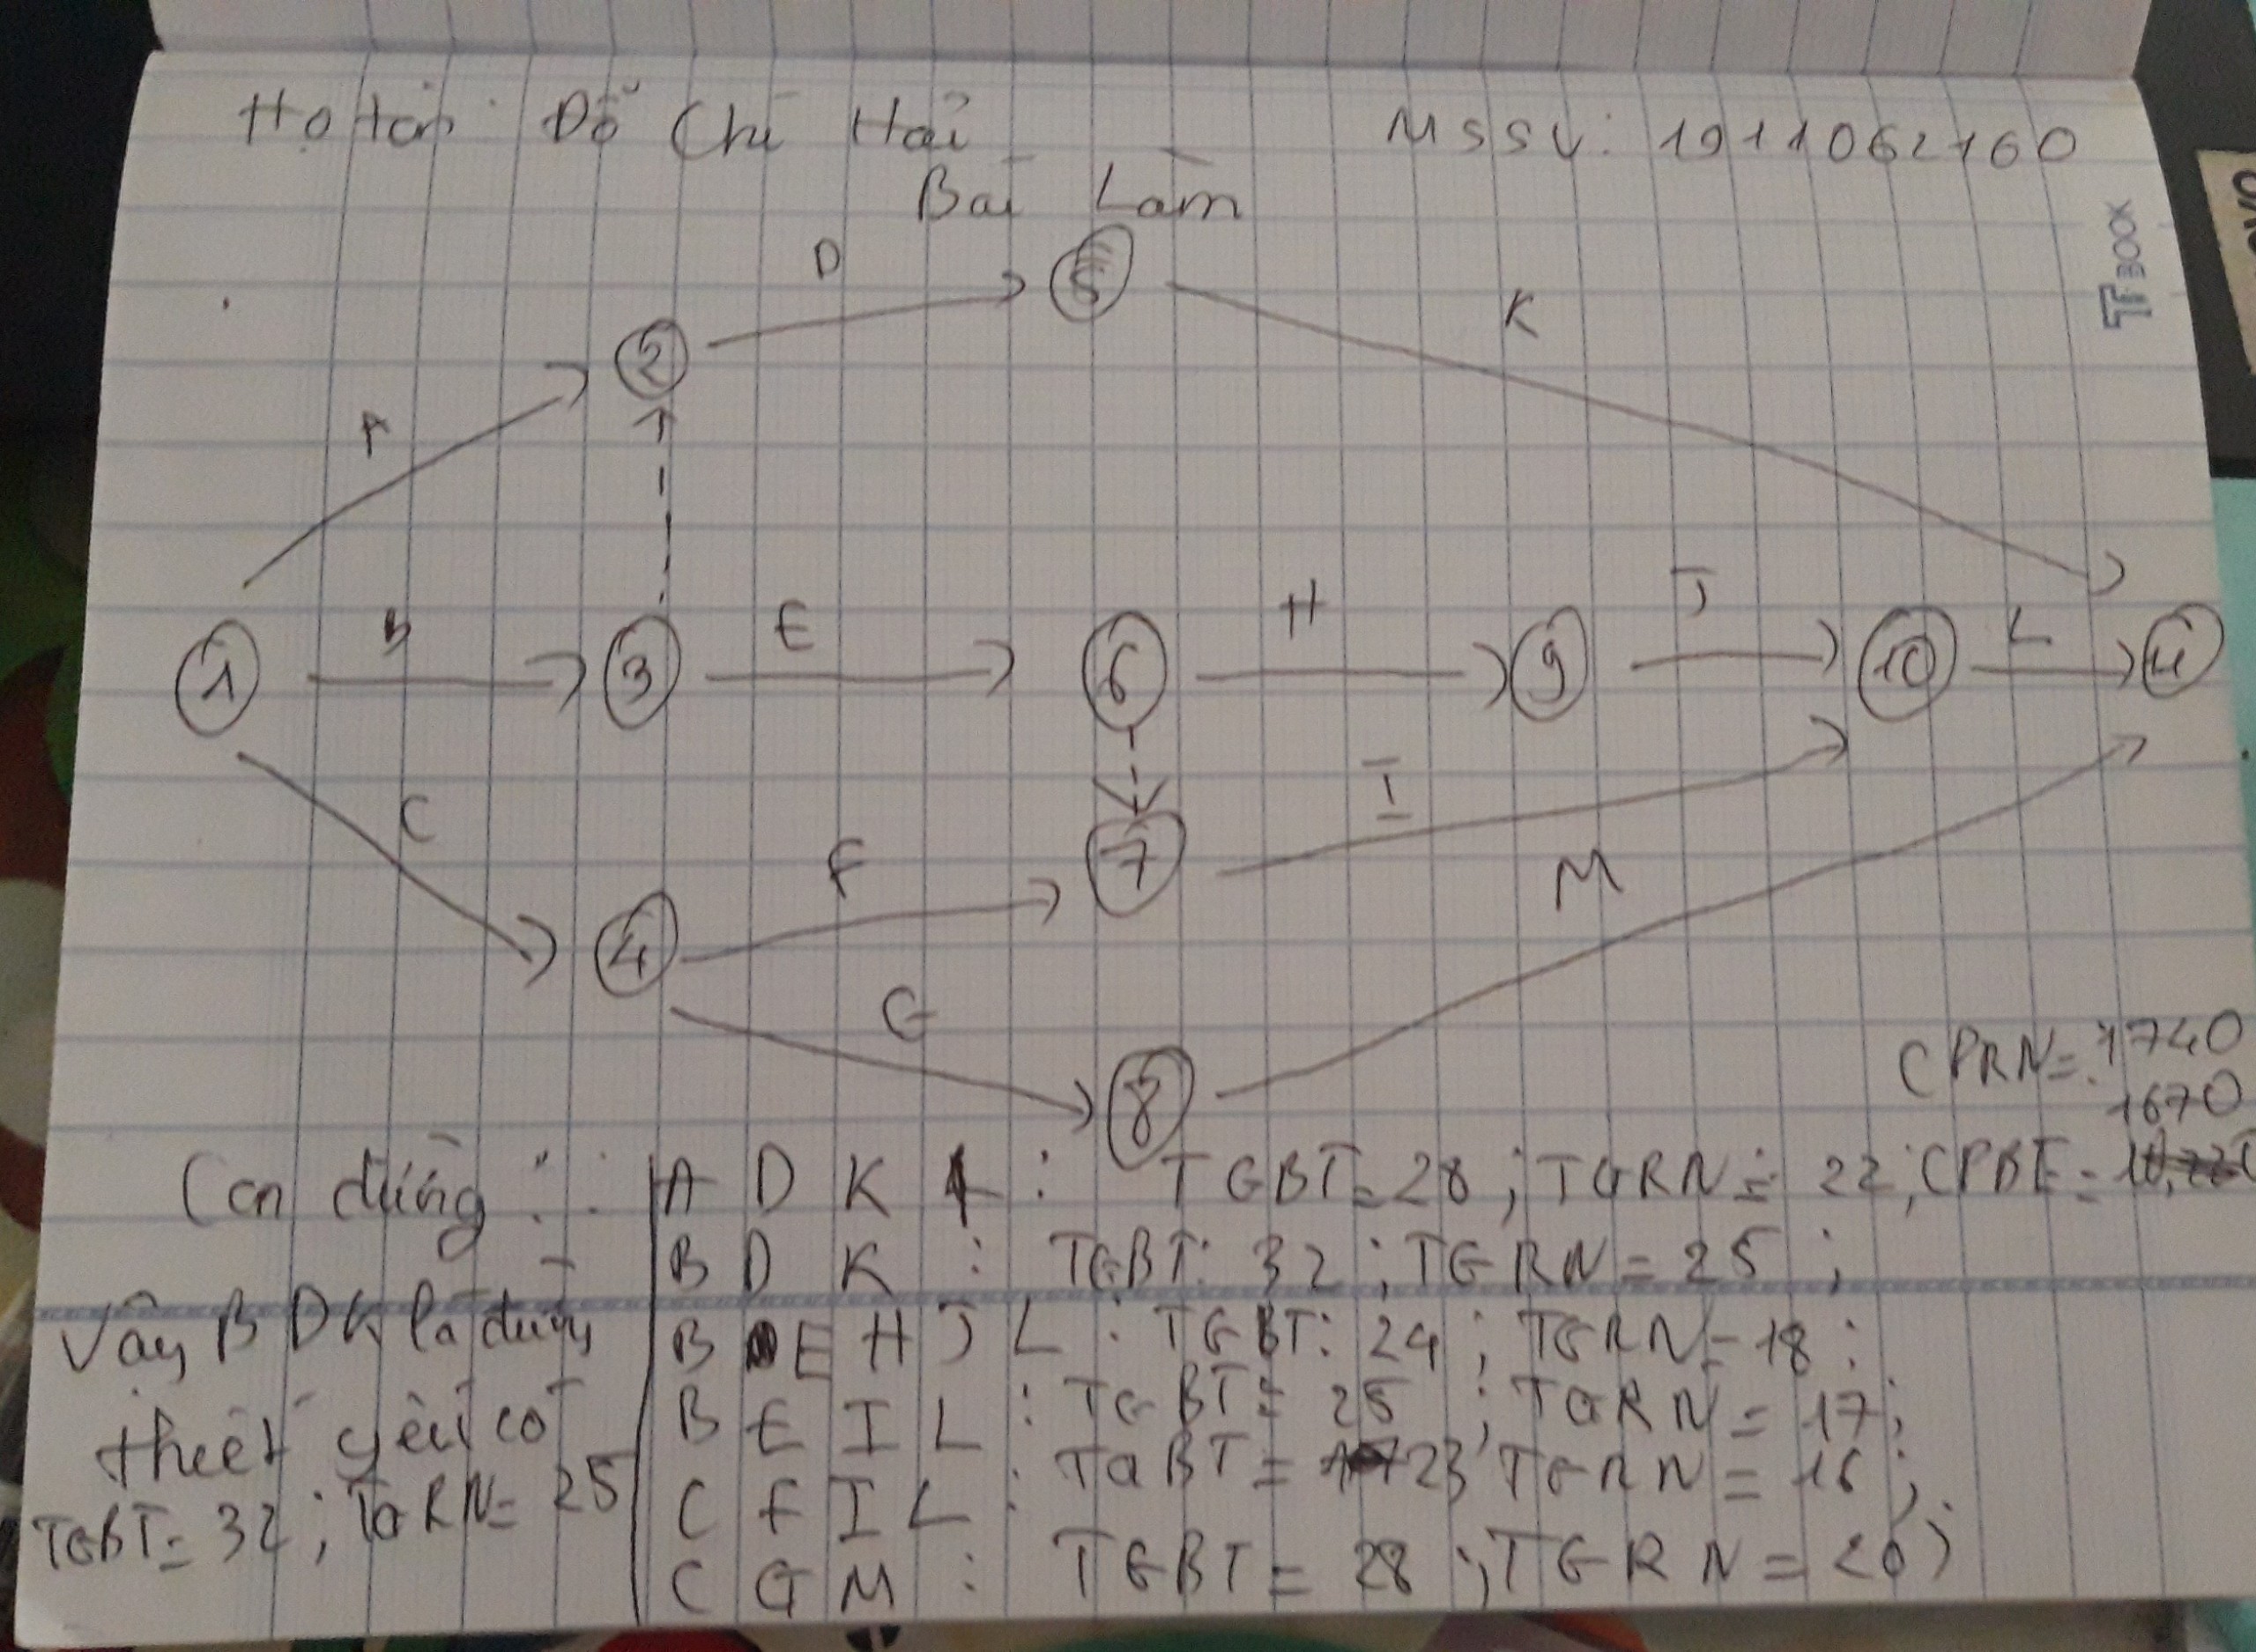 Họ tên: Đỗ Chí Hải MSSV: 1911062160
Bài Làm
TFBOOK
D
5
K
2
A
B
E
H
J
L
1
3
6
9
10
11
C
F
7
I
M
4
G
8
CPRN = 1740
1670
Con đường: A D K : TGBT = 28 ; TGRN = 22 ; CPBT =
B D K : TGBT: 32 ; TGRN = 25 ;
Vậy B D K là đường B E H J L : TGBT: 24 ; TGRN = 18 ;
thiết yếu có B E I L : TGBT = 25 ; TGRN = 17 ;
TGBT = 32 ; TGRN = 25 C F I L : TGBT = 23 TGRN = 16 ;
C G M : TGBT = 28 ; TGRN = 20 ;